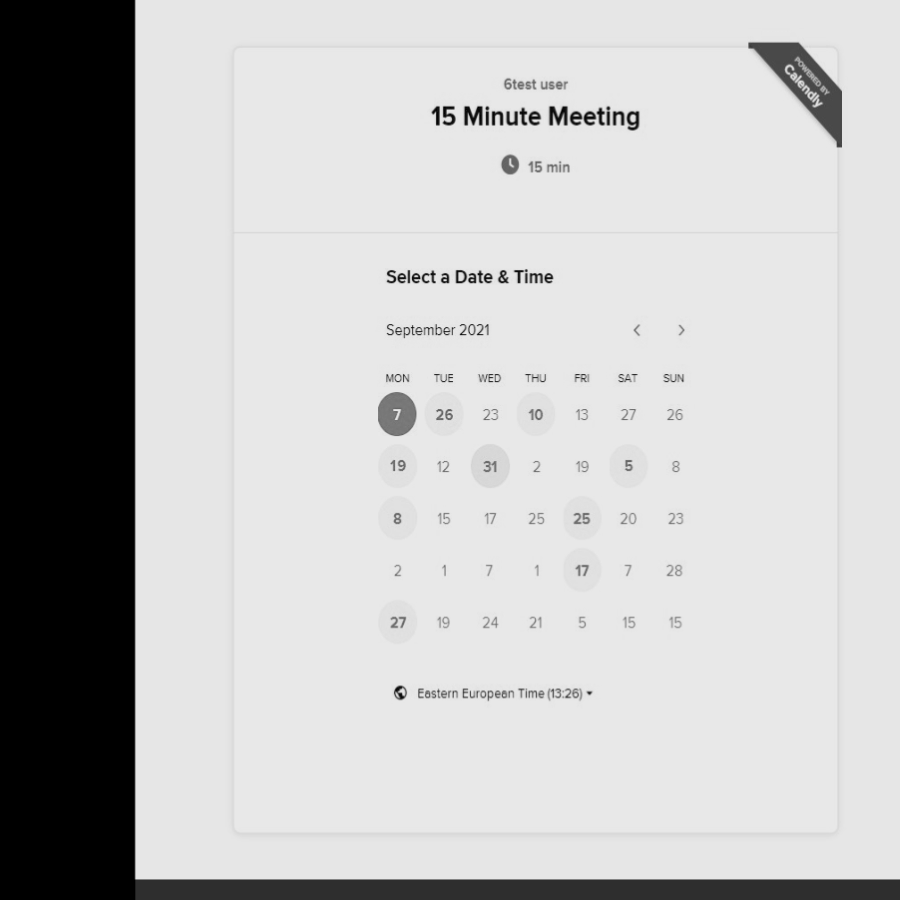 POWERED BY
Calendly
6test user
15 Minute Meeting
15 min
Select a Date & Time
September 2021
MON TUE WED THU FRI SAT SUN
7 26 23 10 13 27 26
19 12 31 2 19 5 8
8 15 17 25 25 20 23
2 1 7 1 17 7 28
27 19 24 21 5 15 15
Eastern European Time (13:26)